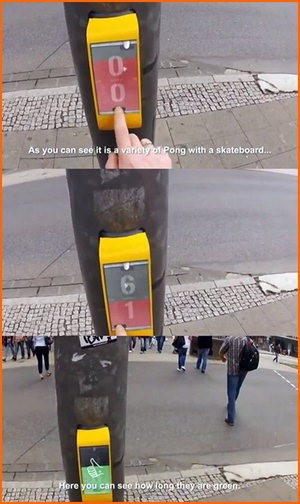 0
0
As you can see it is a variety of Pong with a skateboard...
6
1
Here you can see how long they are green.